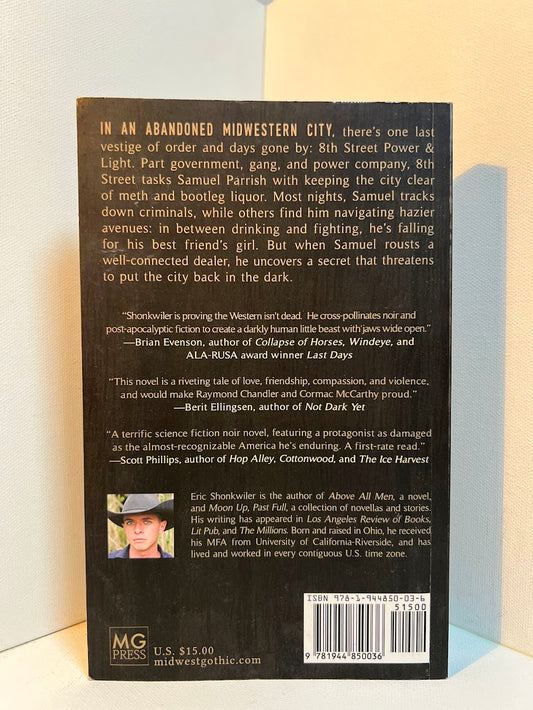 IN AN ABANDONED MIDWESTERN CITY, there's one last
vestige of order and days gone by: 8th Street Power &
Light. Part government, gang, and power company, 8th
Street tasks Samuel Parrish with keeping the city clear
of meth and bootleg liquor. Most nights, Samuel tracks
down criminals, while others find him navigating hazier
avenues: in between drinking and fighting, he's falling
for his best friend's girl. But when Samuel rousts a
well-connected dealer, he uncovers a secret that threatens
to put the city back in the dark.
"Shonkwiler is proving the Western isn't dead. He cross-pollinates noir and
post-apocalyptic fiction to create a darkly human little beast with jaws wide open."
—Brian Evenson, author of Collapse of Horses, Windeye, and
ALA-RUSA award winner Last Days
"This novel is a riveting tale of love, friendship, compassion, and violence,
and would make Raymond Chandler and Cormac McCarthy proud."
—Berit Ellingsen, author of Not Dark Yet
"A terrific science fiction noir novel, featuring a protagonist as damaged
as the almost-recognizable America he's enduring. A first-rate read."
—Scott Phillips, author of Hop Alley, Cottonwood, and The Ice Harvest
Eric Shonkwiler is the author of Above All Men, a novel,
and Moon Up, Past Full, a collection of novellas and stories.
His writing has appeared in Los Angeles Review of Books,
Lit Pub, and The Millions. Born and raised in Ohio, he received
his MFA from University of California-Riverside, and has
lived and worked in every contiguous U.S. time zone.
ISBN 978-1-944850-03-6
51500
9 781944 850036
MG
PRESS
U.S. $15.00
midwestgothic.com